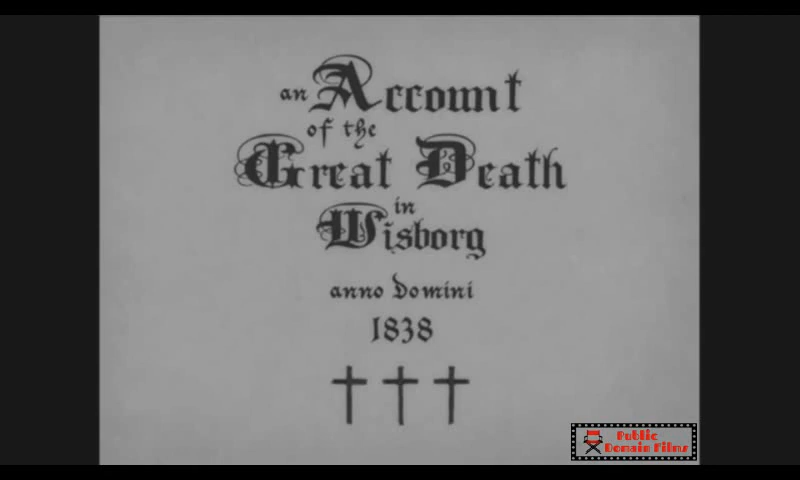 an Account
of the
Great Death
in
Wisborg
anno Domini
1838
Public
Domain Films